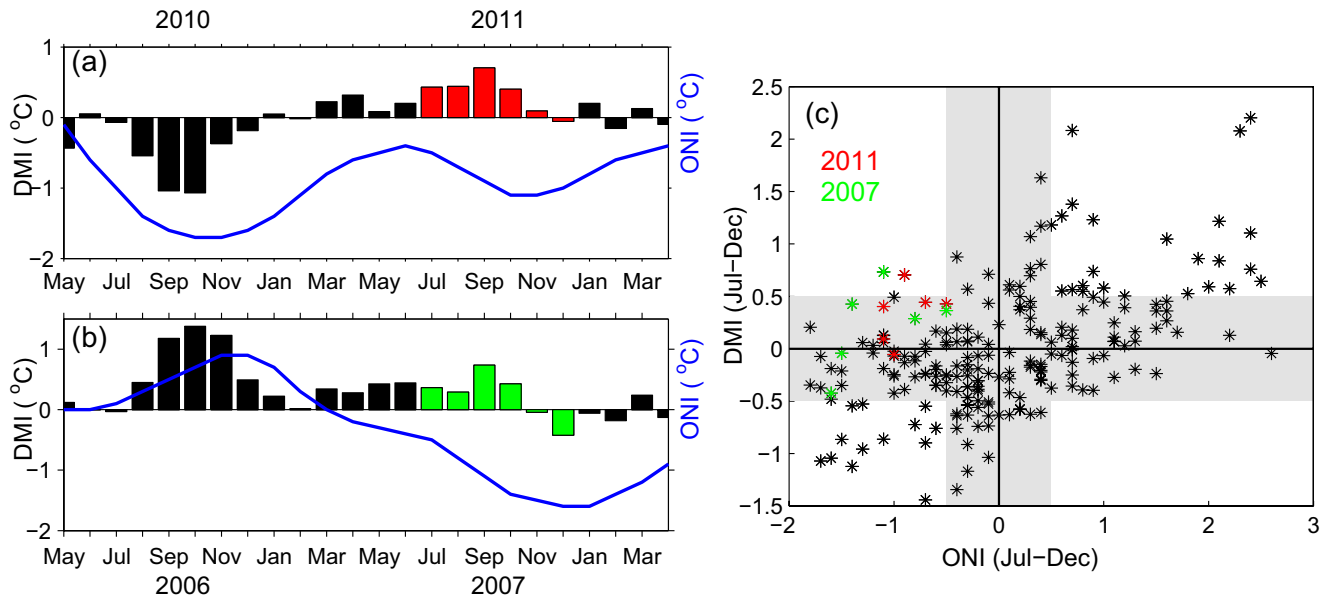 2010 2011
(a)
1
0
−1
−2
DMI ( °C)
ONI ( °C)
May Jul Sep Nov Jan Mar May Jul Sep Nov Jan Mar
(b)
1
0
−1
−2
DMI ( °C)
ONI ( °C)
May Jul Sep Nov Jan Mar May Jul Sep Nov Jan Mar
2006 2007
(c)
2011
2007
2.5
2
1.5
1
0.5
0
−0.5
−1
−1.5
DMI (Jul−Dec)
−2 −1 0 1 2 3
ONI (Jul−Dec)